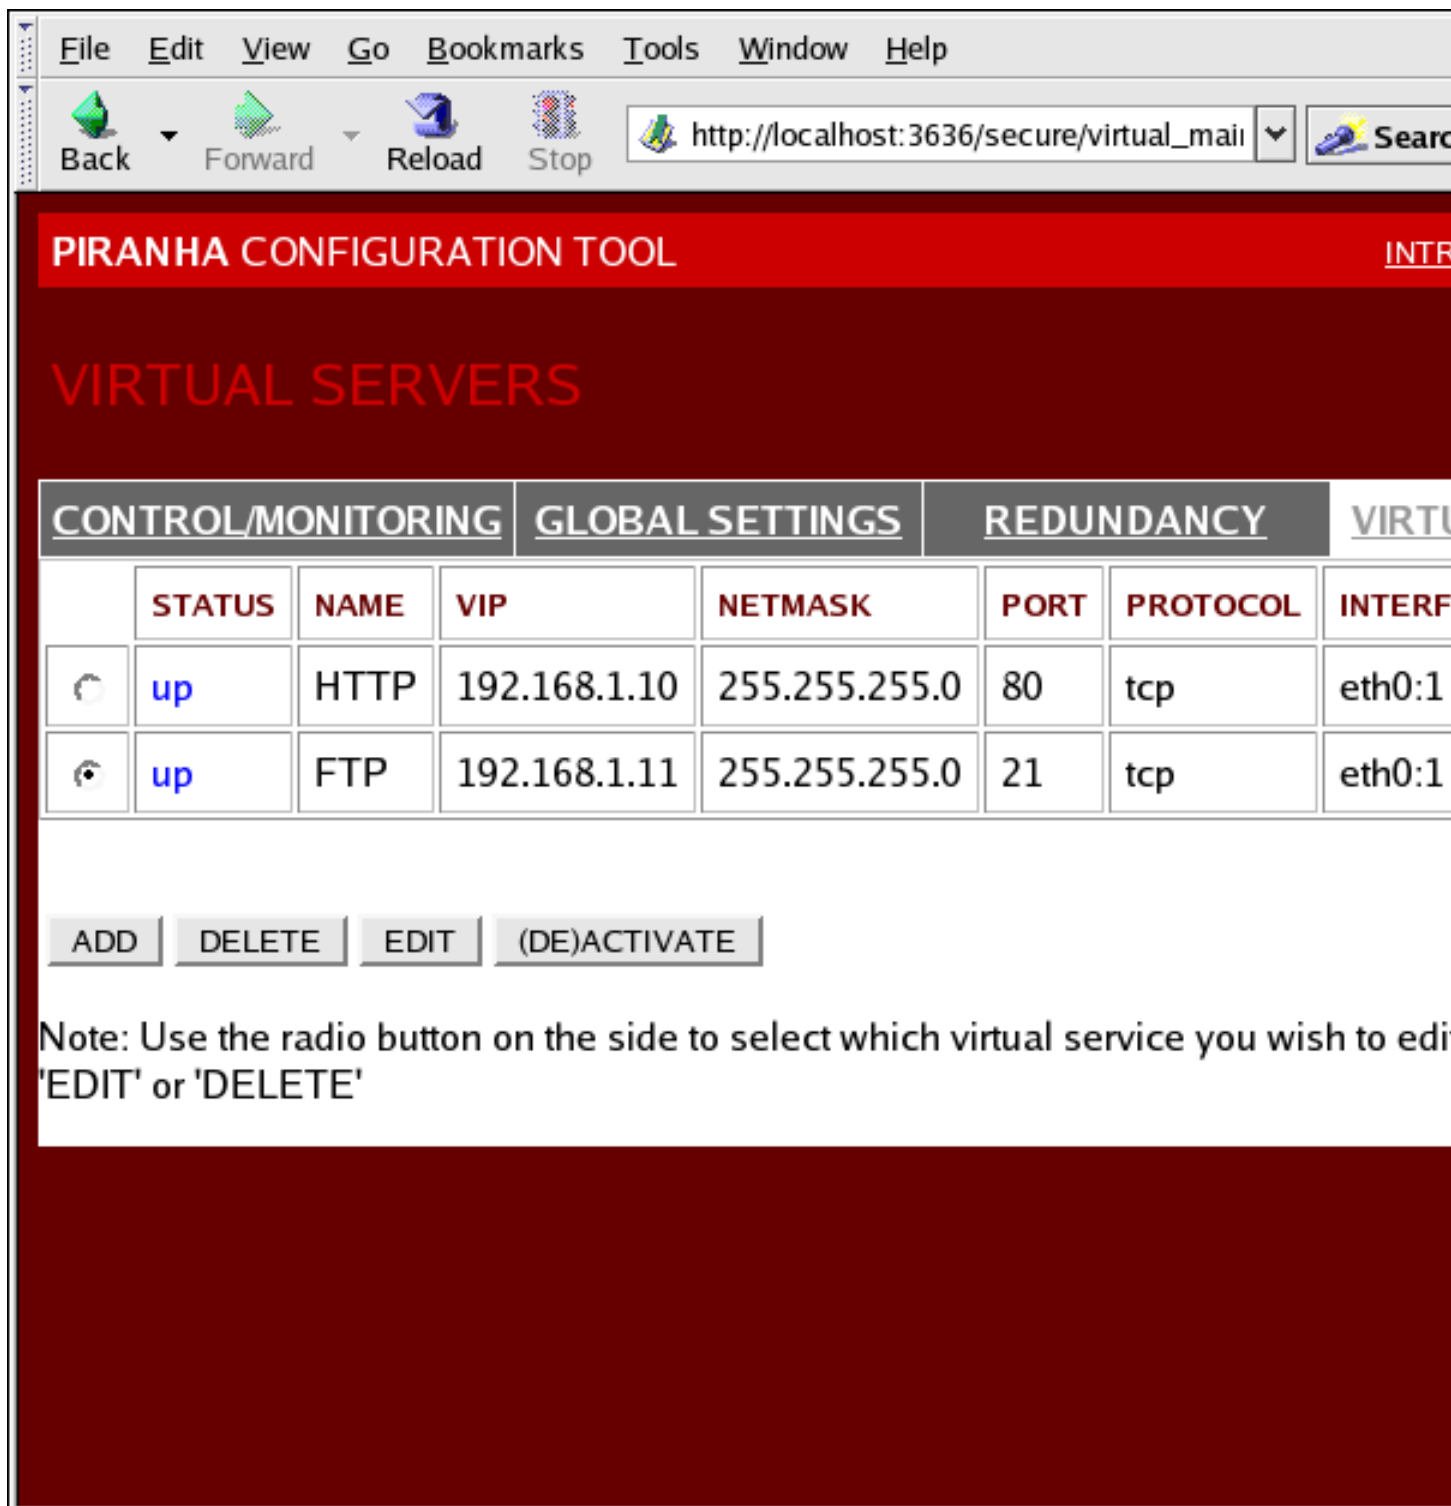 File Edit View Go Bookmarks Tools Window Help
Back Forward Reload Stop http://localhost:3636/secure/virtual_mai
PIRANHA CONFIGURATION TOOL
VIRTUAL SERVERS
CONTROL/MONITORING GLOBAL SETTINGS REDUNDANCY
STATUS NAME VIP NETMASK PORT PROTOCOL
up HTTP 192.168.1.10 255.255.255.0 80 tcp eth0:1
up FTP 192.168.1.11 255.255.255.0 21 tcp eth0:1
ADD DELETE EDIT (DE)ACTIVATE
Note: Use the radio button on the side to select which virtual service you wish to
'EDIT' or 'DELETE'